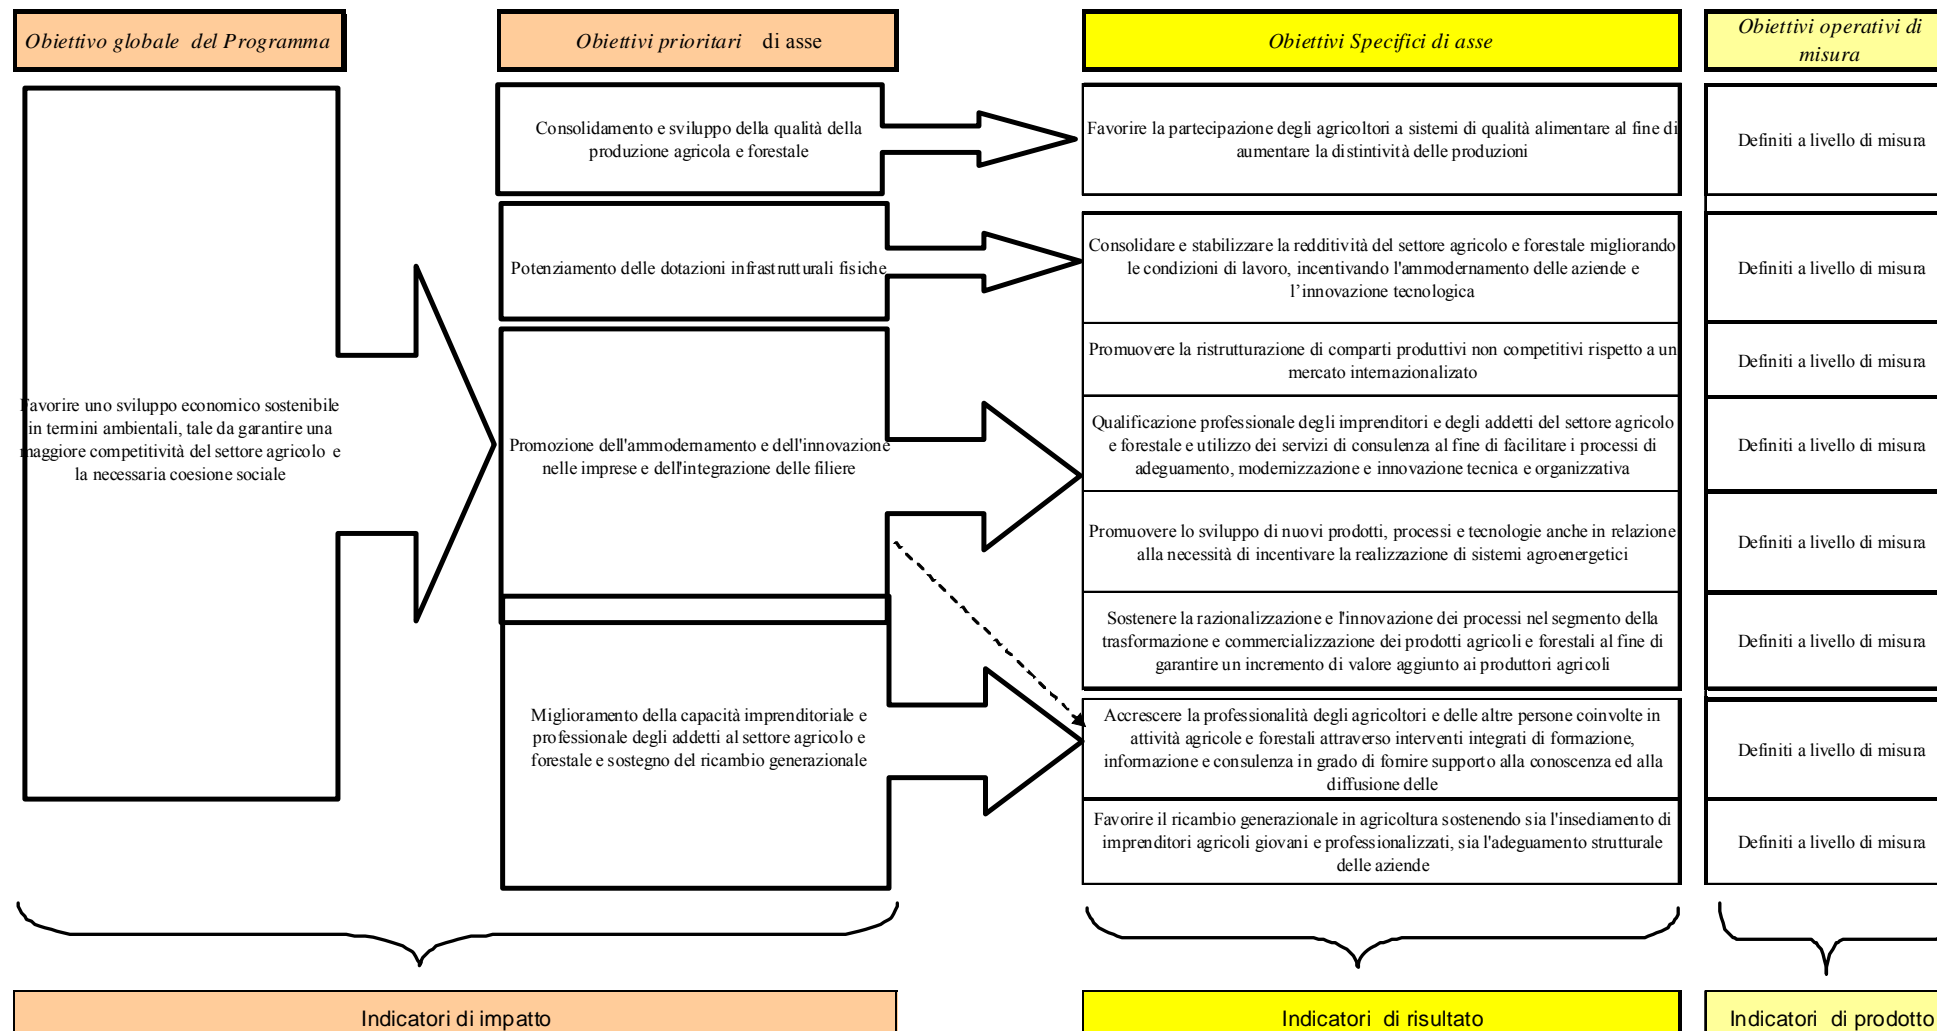 Obiettivo globale del Programma
Obiettivi prioritari di asse
Obiettivi Specifici di asse
Obiettivi operativi di
misura
Favorire uno sviluppo economico sostenibile
in termini ambientali, tale da garantire una
maggiore competitività del settore agricolo e
la necessaria coesione sociale
Consolidamento e sviluppo della qualità della
produzione agricola e forestale
Potenziamento delle dotazioni infrastrutturali fisiche
Promozione dell'ammodernamento e dell'innovazione
nelle imprese e dell'integrazione delle filiere
Miglioramento della capacità imprenditoriale e
professionale degli addetti al settore agricolo e
forestale e sostegno del ricambio generazionale
Favorire la partecipazione degli agricoltori a sistemi di qualità alimentare al fine di
aumentare la distintività delle produzioni
Definiti a livello di misura
Consolidare e stabilizzare la redditività del settore agricolo e forestale migliorando
le condizioni di lavoro, incentivando l'ammodernamento delle aziende e
l’innovazione tecnologica
Definiti a livello di misura
Promuovere la ristrutturazione di comparti produttivi non competitivi rispetto a un
mercato internazionalizato
Definiti a livello di misura
Qualificazione professionale degli imprenditori e degli addetti del settore agricolo
e forestale e utilizzo dei servizi di consulenza al fine di facilitare i processi di
adeguamento, modernizzazione e innovazione tecnica e organizzativa
Definiti a livello di misura
Promuovere lo sviluppo di nuovi prodotti, processi e tecnologie anche in relazione
alla necessità di incentivare la realizzazione di sistemi agroenergetici
Definiti a livello di misura
Sostenere la razionalizzazione e l'innovazione dei processi nel segmento della
trasformazione e commercializzazione dei prodotti agricoli e forestali al fine di
garantire un incremento di valore aggiunto ai produttori agricoli
Definiti a livello di misura
Accrescere la professionalità degli agricoltori e delle altre persone coinvolte in
attività agricole e forestali attraverso interventi integrati di formazione,
informazione e consulenza in grado di fornire supporto alla conoscenza ed alla
diffusione delle
Definiti a livello di misura
Favorire il ricambio generazionale in agricoltura sostenendo sia l'insediamento di
imprenditori agricoli giovani e professionalizzati, sia l'adeguamento strutturale
delle aziende
Definiti a livello di misura
Indicatori di impatto
Indicatori di risultato
Indicatori di prodotto